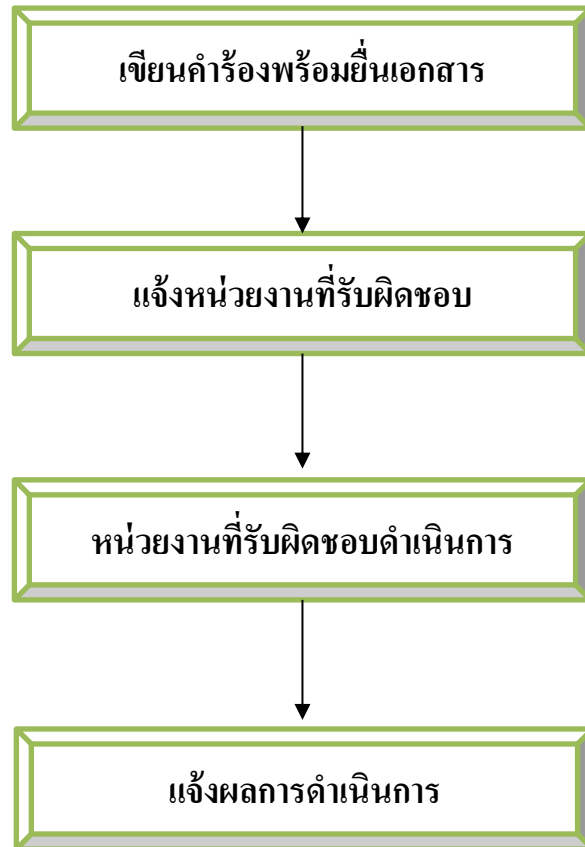 เขียนคำร้องพร้อมยื่นเอกสาร
แจ้งหน่วยงานที่รับผิดชอบ
หน่วยงานที่รับผิดชอบดำเนินการ
แจ้งผลการดำเนินการ